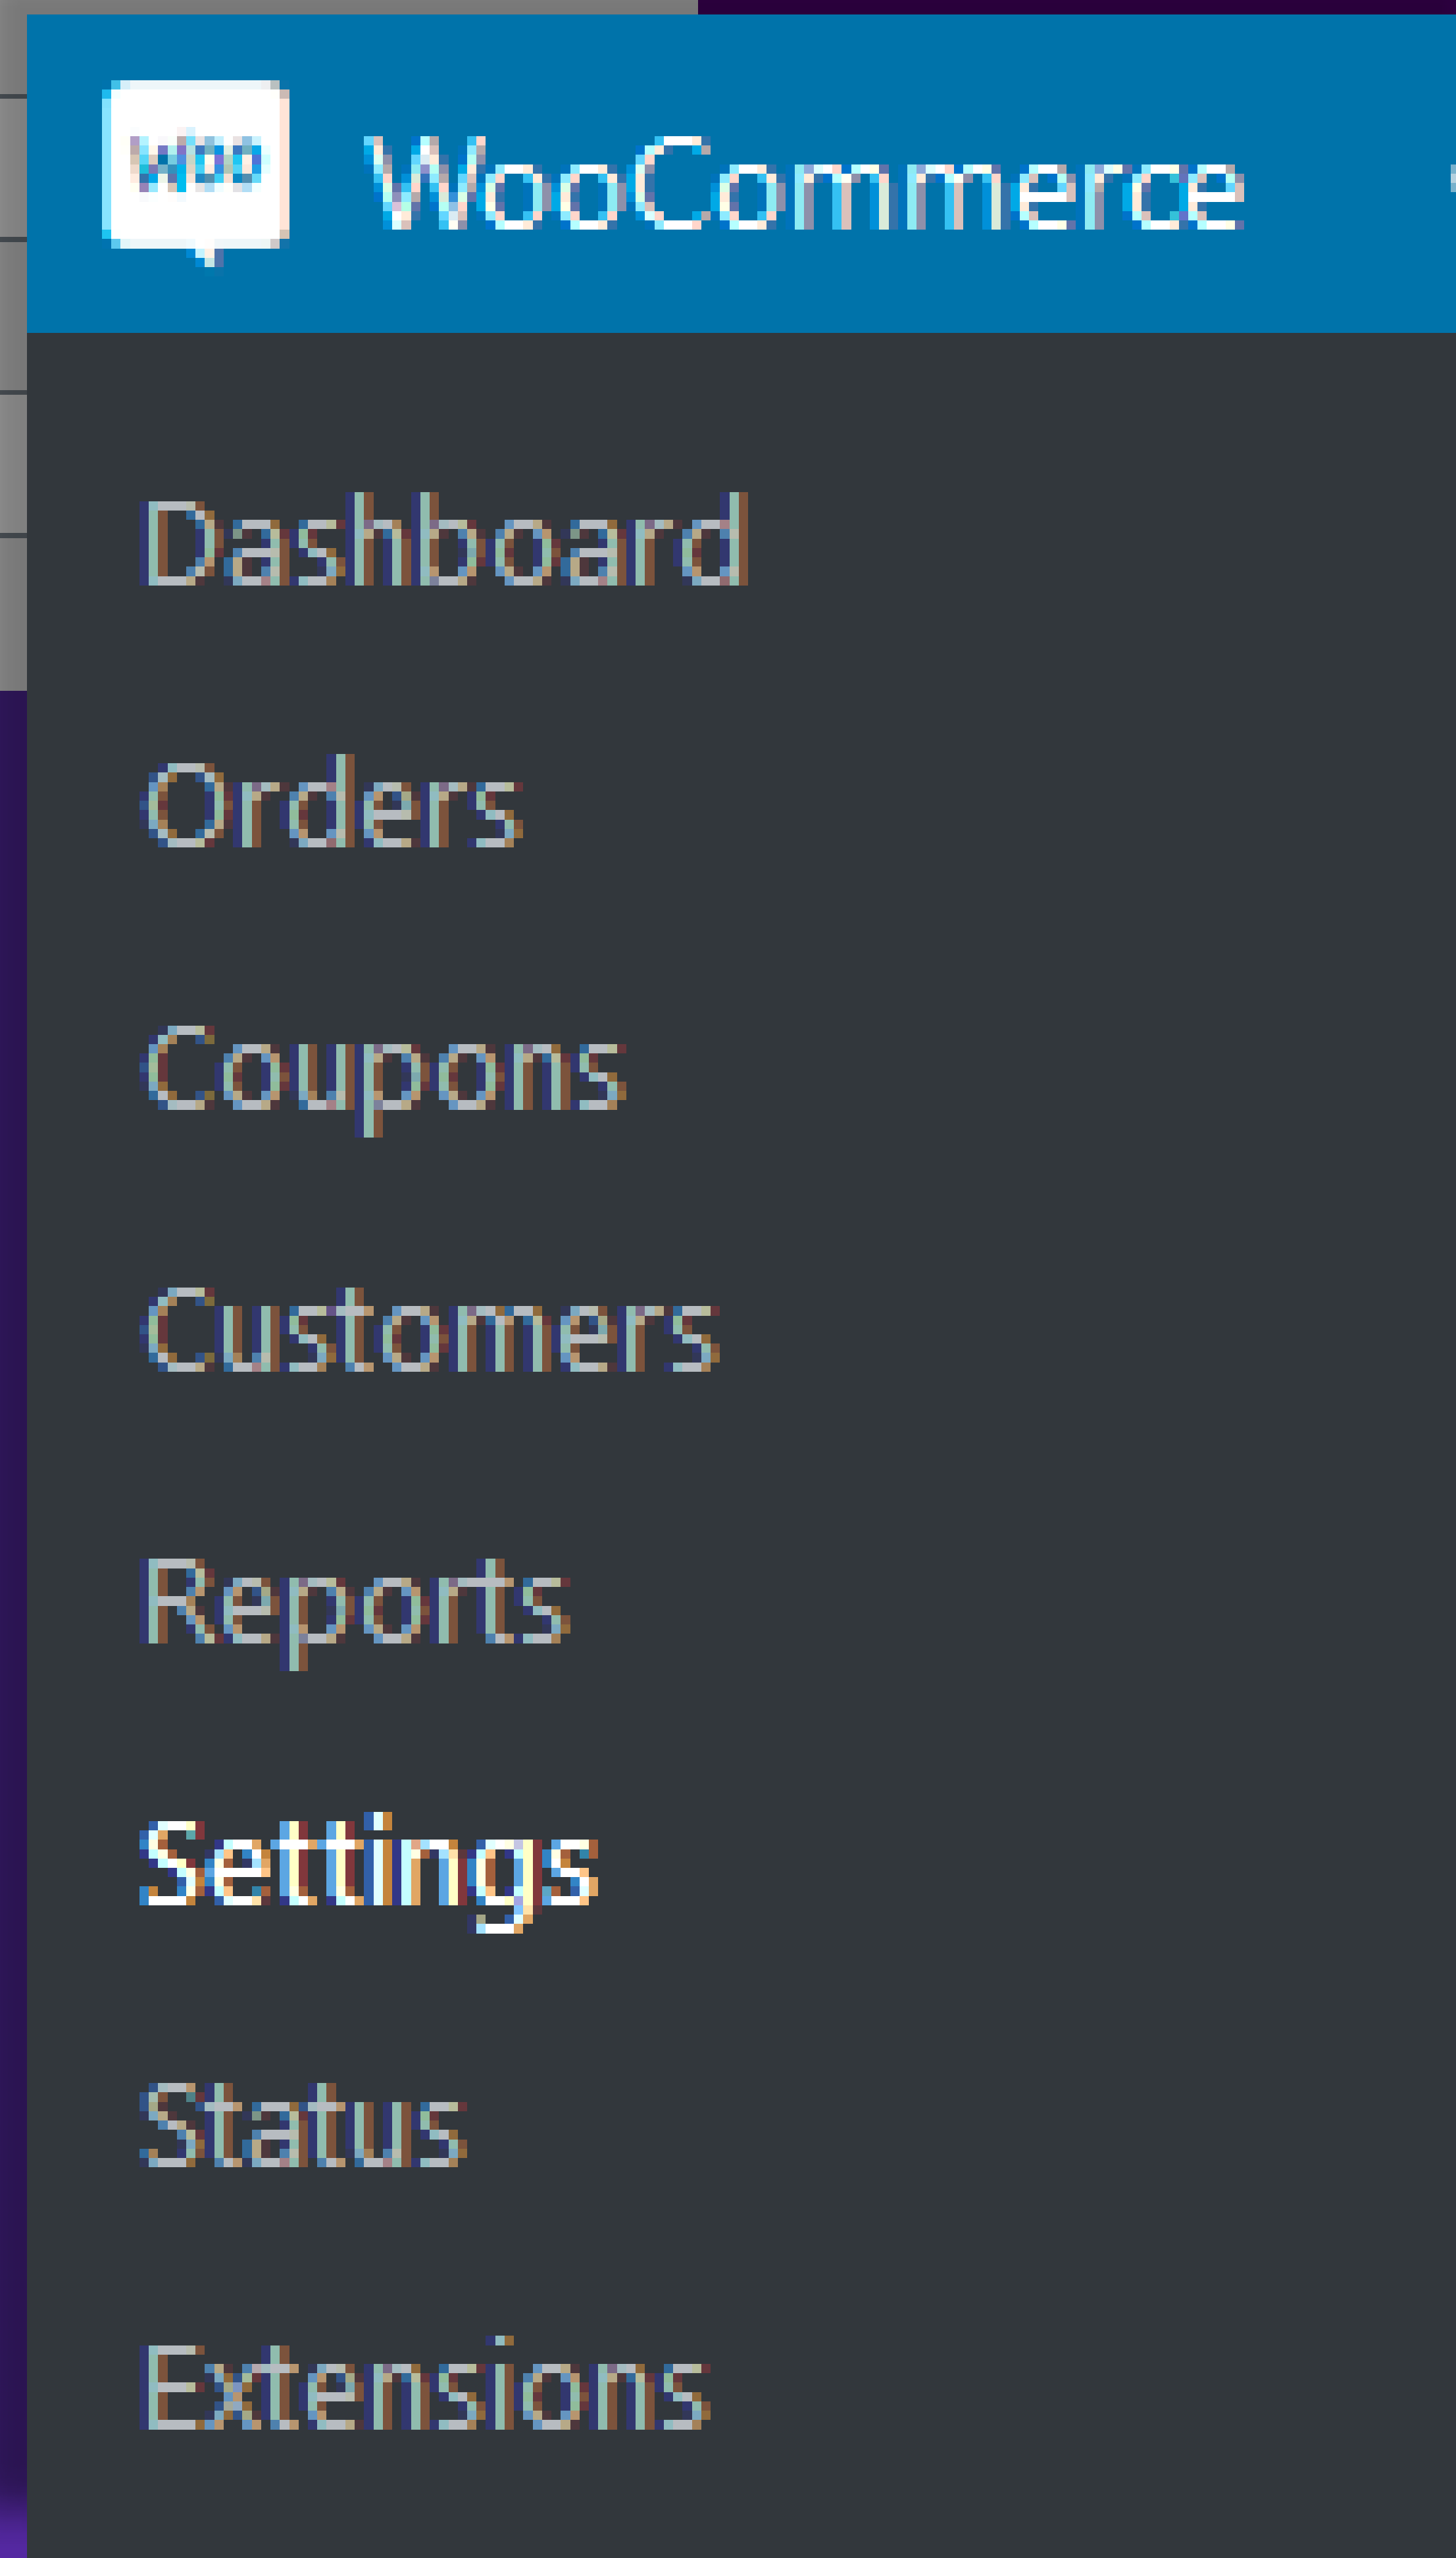 Woo WooCommerce
Dashboard
Orders
Coupons
Customers
Reports
Settings
Status
Extensions